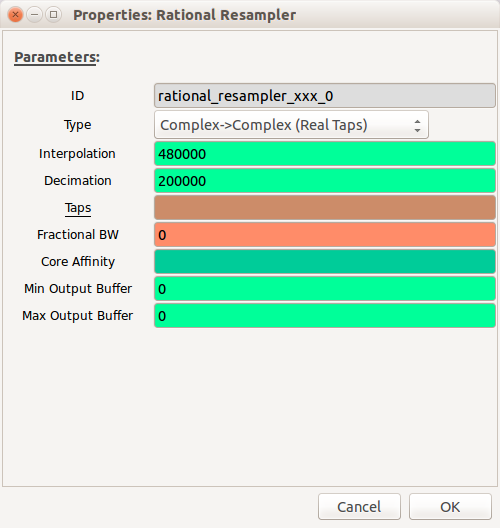 Properties: Rational Resampler
Parameters:
ID rational_resampler_xxx_0
Type Complex->Complex (Real Taps)
Interpolation 480000
Decimation 200000
Taps
Fractional BW 0
Core Affinity
Min Output Buffer 0
Max Output Buffer 0
Cancel OK